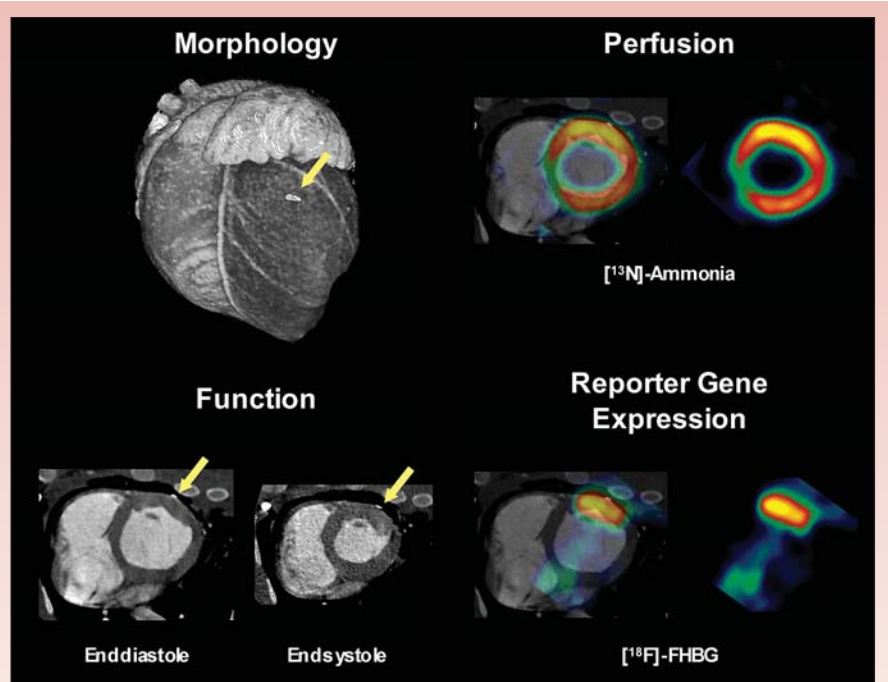 Morphology
Perfusion
[¹³N]-Ammonia
Function
Enddiastole
Endsystole
Reporter Gene
Expression
[¹⁸F]-FHBG